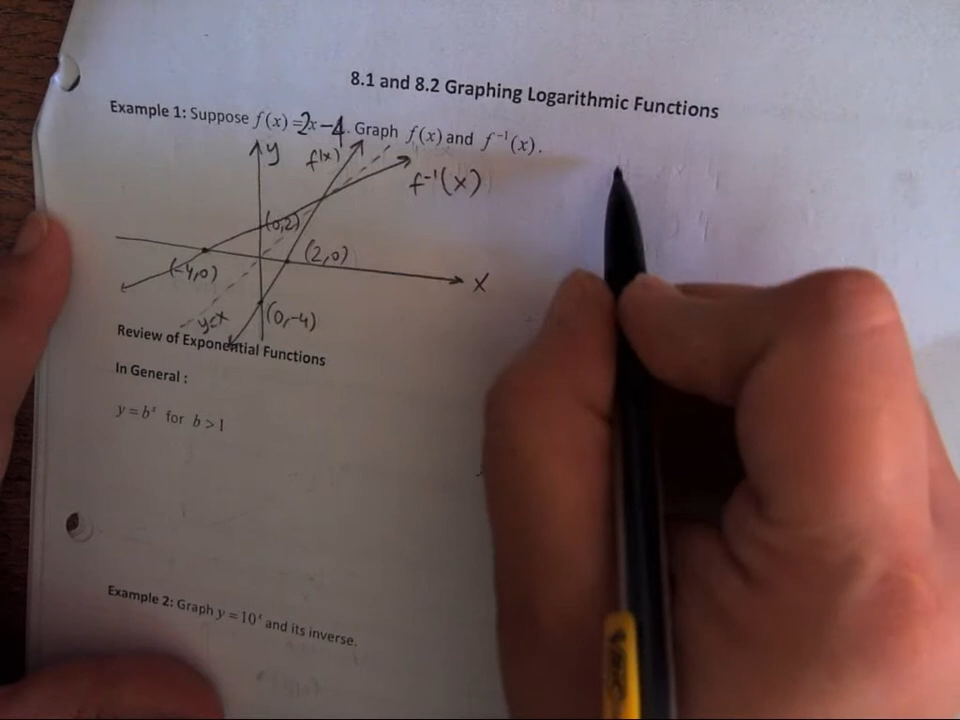 8.1 and 8.2 Graphing Logarithmic Functions
Example 1: Suppose f(x)=2x-4. Graph f(x) and f⁻¹(x).
y
f(x)
f⁻¹(x)
(0,2)
(2,0)
(-4,0)
x
y=x
(0,-4)
Review of Exponential Functions
In General :
y = bˣ for b > 1
Example 2: Graph y = 10ˣ and its inverse.
BIC